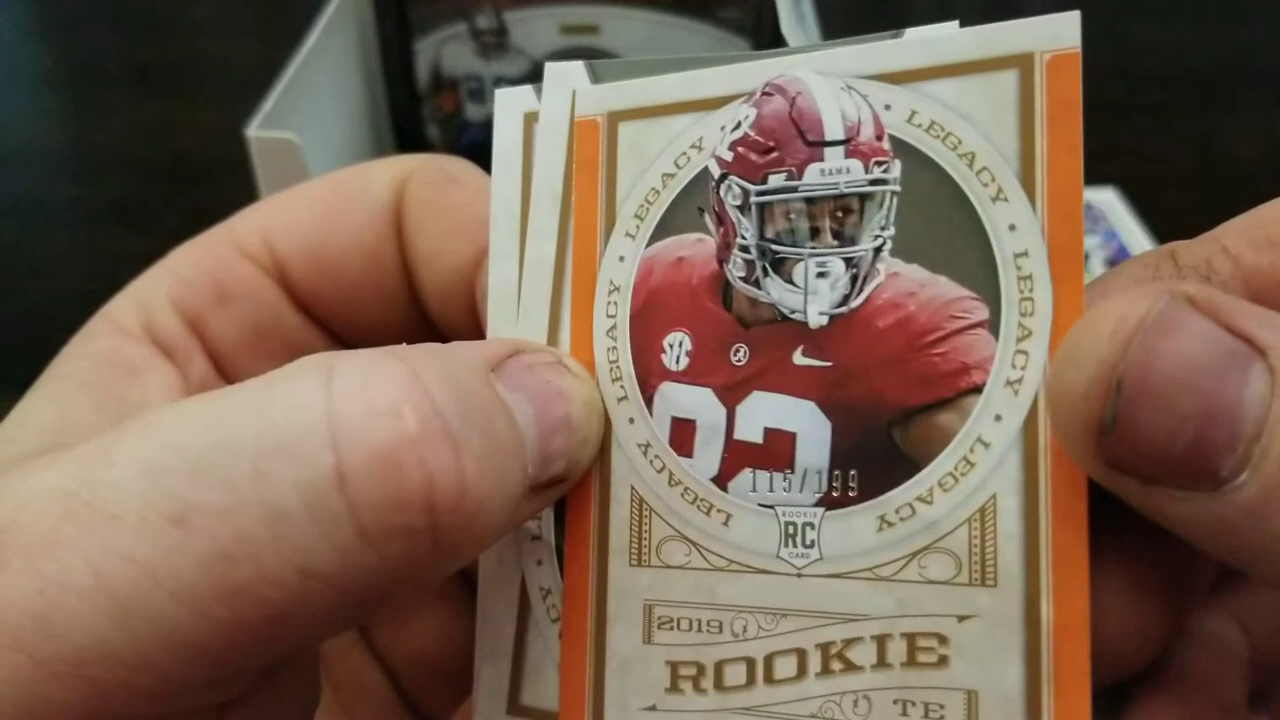 LEGACY • LEGACY • LEGACY • LEGACY • LEGACY • LEGACY
BAMA
SEC
A
82
115/199
ROOKIE
RC
CARD
2019
ROOKIE
TE